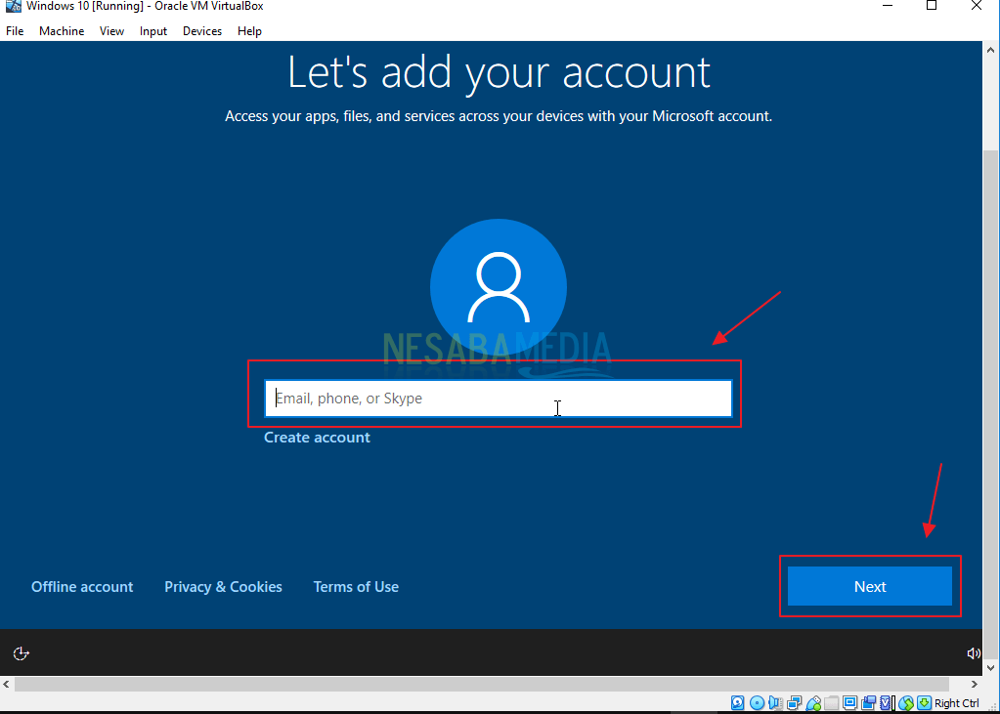 Windows 10 [Running] - Oracle VM VirtualBox
File Machine View Input Devices Help
Let's add your account
Access your apps, files, and services across your devices with your Microsoft account.
NESABAMEDIA
Email, phone, or Skype
Create account
Offline account Privacy & Cookies Terms of Use Next
Right Ctrl